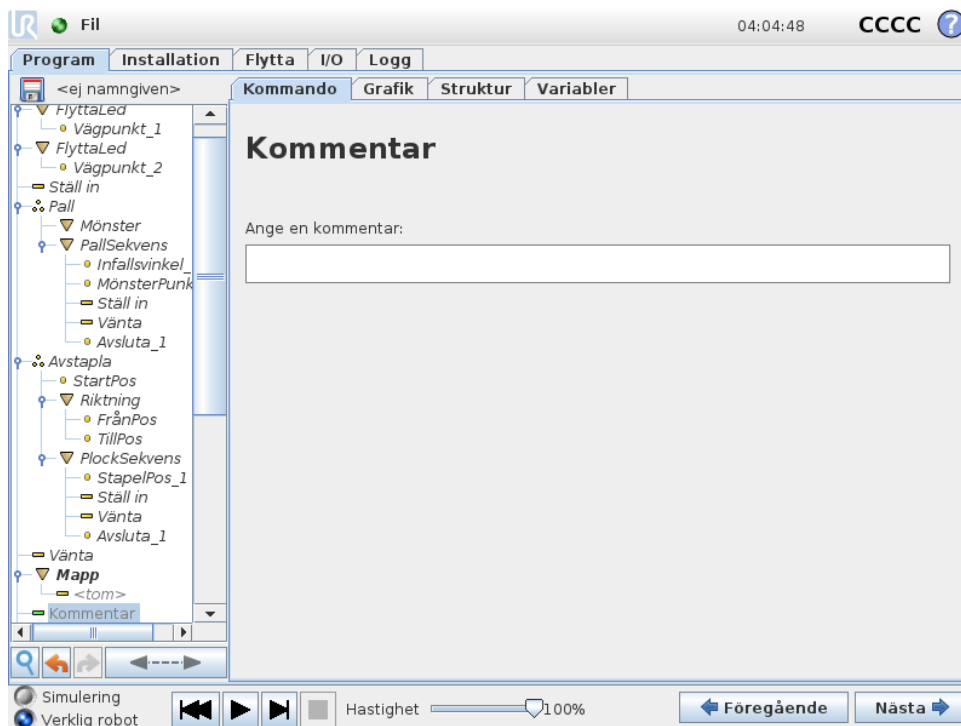 UR Fil 04:04:48 CCCC ?
Program Installation Flytta I/O Logg
<ej namngiven>
Kommando Grafik Struktur Variabler
FlyttaLed
Vägpunkt_1
FlyttaLed
Vägpunkt_2
Ställ in
Pall
Mönster
PallSekvens
Infallsvinkel_
MönsterPunk
Ställ in
Vänta
Avsluta_1
Avstapla
StartPos
Riktning
FrånPos
TillPos
PlockSekvens
StapelPos_1
Ställ in
Vänta
Avsluta_1
Vänta
Mapp
<tom>
Kommentar
Kommentar
Ange en kommentar:
Simulering
Verklig robot
Hastighet 100%
Föregående Nästa